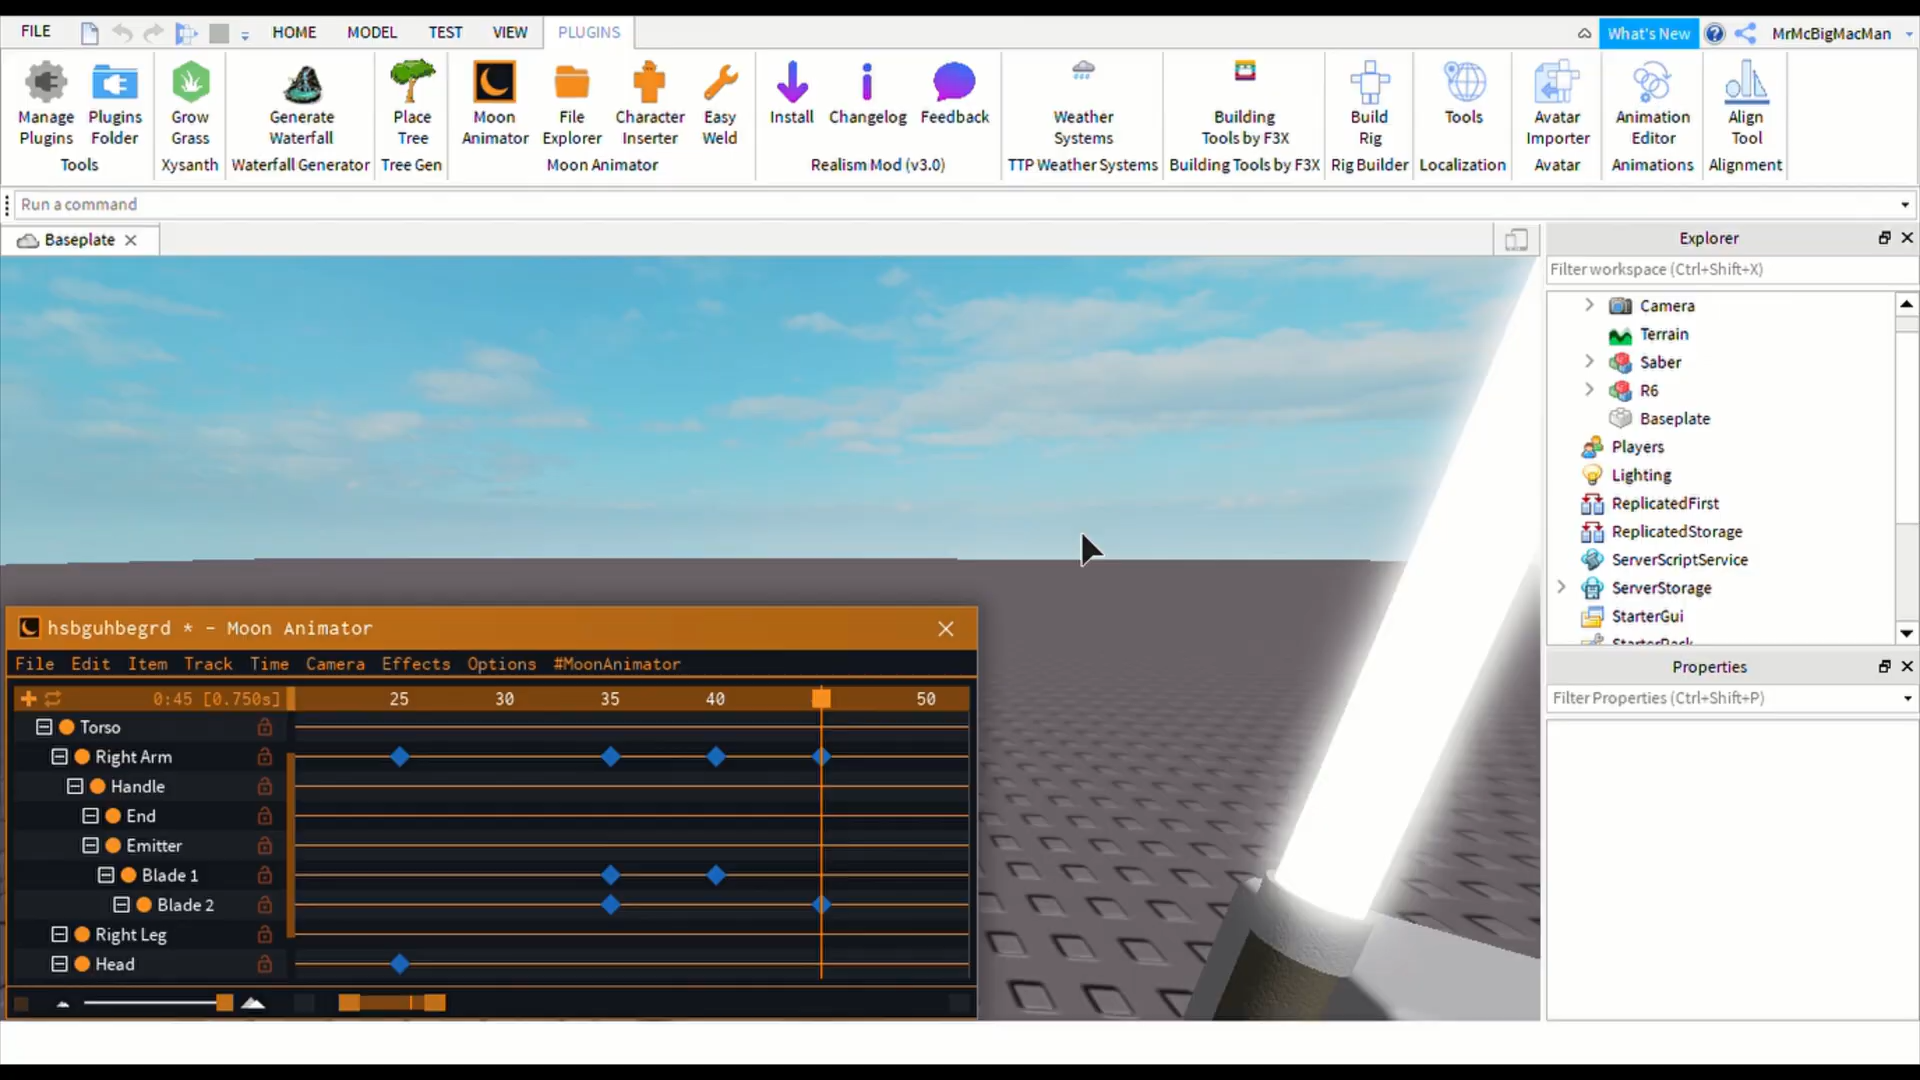 FILE HOME MODEL TEST VIEW PLUGINS What's New MrMcBigMacMan
Manage Plugins
Plugins Folder
Tools
Grow Grass
Xysanth
Generate Waterfall
Waterfall Generator
Place Tree
Tree Gen
Moon Animator
File Explorer
Character Inserter
Easy Weld
Moon Animator
Install
Changelog
Feedback
Realism Mod (v3.0)
Weather Systems
TTP Weather Systems
Building Tools by F3X
Building Tools by F3X
Build Rig
Rig Builder
Tools
Localization
Avatar Importer
Avatar
Animation Editor
Animations
Align Tool
Alignment
Run a command
Baseplate
Explorer
Filter workspace (Ctrl+Shift+X)
Camera
Terrain
Saber
R6
Baseplate
Players
Lighting
ReplicatedFirst
ReplicatedStorage
ServerScriptService
ServerStorage
StarterGui
StarterPack
Properties
Filter Properties (Ctrl+Shift+P)
hsbguhbegrd * - Moon Animator
File Edit Item Track Time Camera Effects Options #MoonAnimator
0:45 [0.750s] 25 30 35 40 50
Torso
Right Arm
Handle
End
Emitter
Blade 1
Blade 2
Right Leg
Head